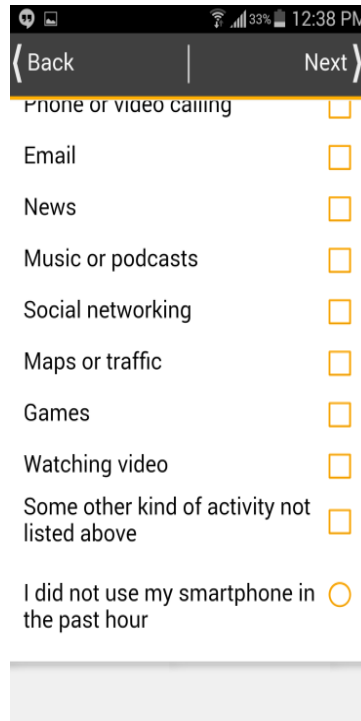 33% 12:38 PM
Back Next
Phone or video calling
Email
News
Music or podcasts
Social networking
Maps or traffic
Games
Watching video
Some other kind of activity not
listed above
I did not use my smartphone in
the past hour